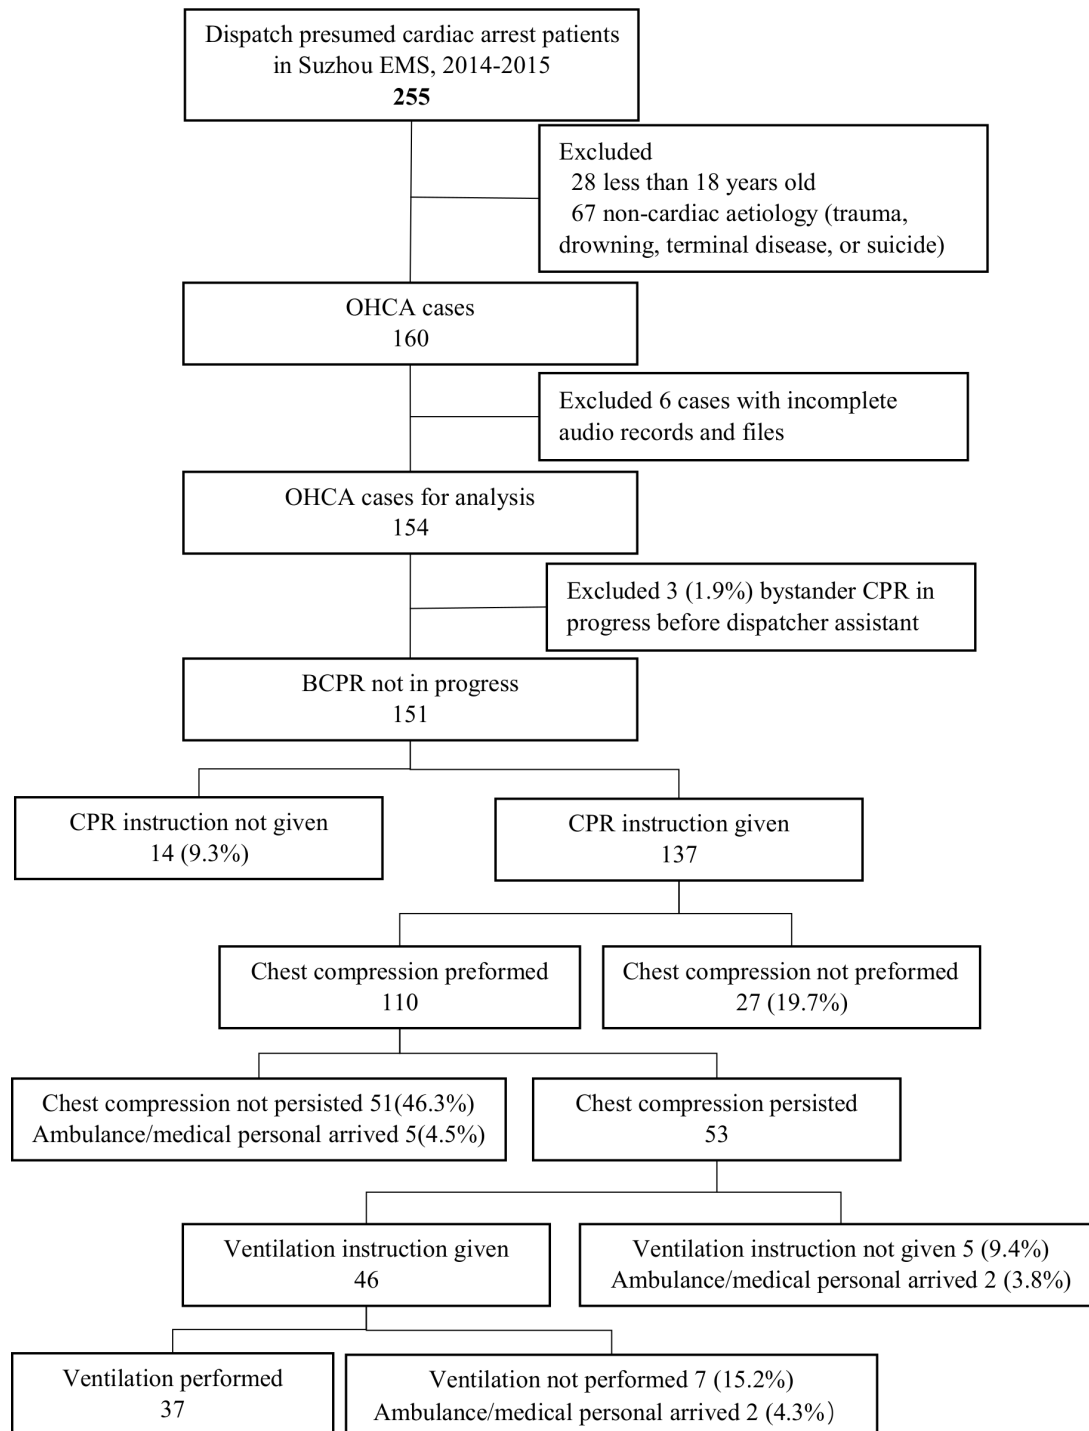 Dispatch presumed cardiac arrest patients
in Suzhou EMS, 2014-2015
255
Excluded
28 less than 18 years old
67 non-cardiac aetiology (trauma,
drowning, terminal disease, or suicide)
OHCA cases
160
Excluded 6 cases with incomplete
audio records and files
OHCA cases for analysis
154
Excluded 3 (1.9%) bystander CPR in
progress before dispatcher assistant
BCPR not in progress
151
CPR instruction not given
14 (9.3%)
CPR instruction given
137
Chest compression preformed
110
Chest compression not preformed
27 (19.7%)
Chest compression not persisted 51(46.3%)
Ambulance/medical personal arrived 5(4.5%)
Chest compression persisted
53
Ventilation instruction given
46
Ventilation instruction not given 5 (9.4%)
Ambulance/medical personal arrived 2 (3.8%)
Ventilation performed
37
Ventilation not performed 7 (15.2%)
Ambulance/medical personal arrived 2 (4.3%)